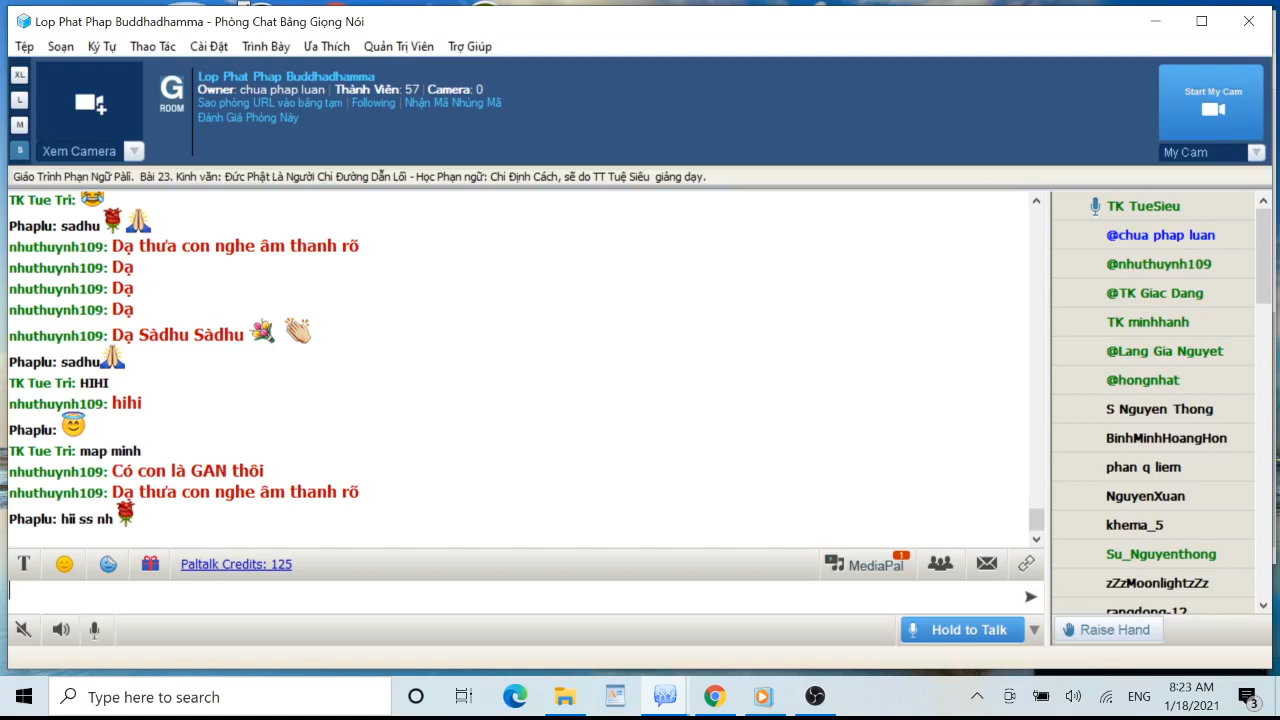 Lop Phat Phap Buddhadhamma - Phòng Chat Bằng Giọng Nói
Tệp Soạn Ký Tự Thao Tác Cài Đặt Trình Bày Ưa Thích Quản Trị Viên Trợ Giúp
XL
L
M
S
Xem Camera
G
ROOM
Lop Phat Phap Buddhadhamma
Owner: chua phap luan | Thành Viên: 57 | Camera: 0
Sao phỏng URL vào bảng tạm | Following | Nhận Mã Nhúng Mã
Đánh Giá Phòng Này
Start My Cam
My Cam
Giáo Trình Phạn Ngữ Pàli. Bài 23. Kinh văn: Đức Phật Là Người Chỉ Đường Dẫn Lối - Học Phạn ngữ: Chỉ Định Cách, sẽ do TT Tuệ Siêu giảng dạy.
TK Tue Tri:
Phaplu: sadhu
nhuthuynh109: Dạ thưa con nghe âm thanh rõ
nhuthuynh109: Dạ
nhuthuynh109: Dạ
nhuthuynh109: Dạ
nhuthuynh109: Dạ Sàdhu Sàdhu
Phaplu: sadhu
TK Tue Tri: HIHI
nhuthuynh109: hihi
Phaplu:
TK Tue Tri: map minh
nhuthuynh109: Có con là GAN thôi
nhuthuynh109: Dạ thưa con nghe âm thanh rõ
Phaplu: hii ss nh
TK TueSieu
@chua phap luan
@nhuthuynh109
@TK Giac Dang
TK minhhanh
@Lang Gia Nguyet
@hongnhat
S Nguyen Thong
BinhMinhHoangHon
phan q liem
NguyenXuan
khema_5
Su_Nguyenthong
zZzMoonlightzZz
rangdong-12
T
Paltalk Credits: 125
MediaPal
1
Hold to Talk
Raise Hand
Type here to search
ENG
8:23 AM
1/18/2021
3